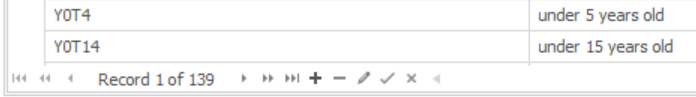 Y0T4 under 5 years old
Y0T14 under 15 years old
Record 1 of 139